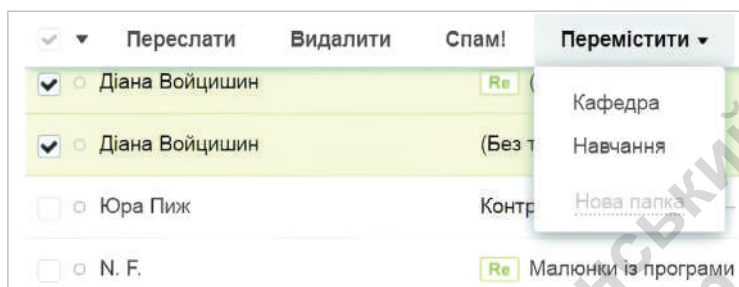 Переслати Видалити Спам! Перемістити
Діана Войцишин Re (
Кафедра
Діана Войцишин (Без т
Навчання
Юра Пиж Контр
Нова папка
N. F. Re Малюнки із програми